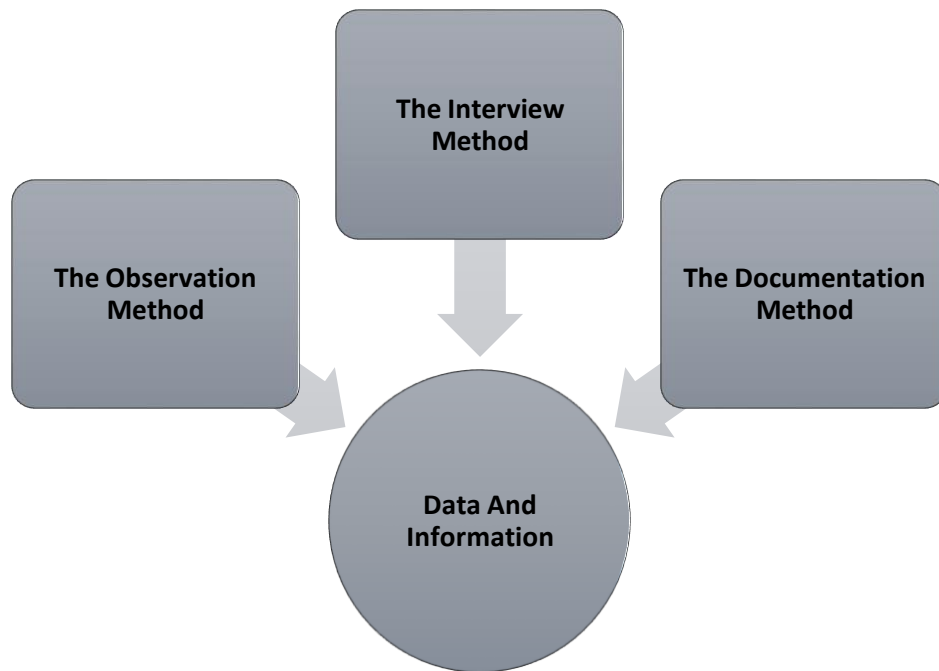 The Interview
Method
The Observation
Method
The Documentation
Method
Data And
Information